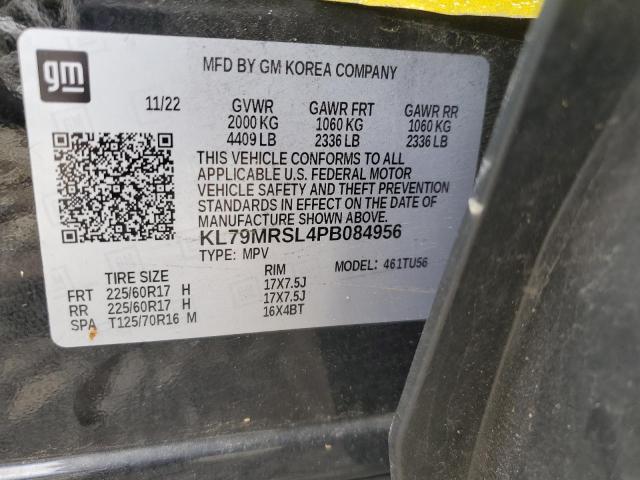 gm
MFD BY GM KOREA COMPANY
11/22 GVWR GAWR FRT GAWR RR
2000 KG 1060 KG 1060 KG
4409 LB 2336 LB 2336 LB
THIS VEHICLE CONFORMS TO ALL
APPLICABLE U.S. FEDERAL MOTOR
VEHICLE SAFETY AND THEFT PREVENTION
STANDARDS IN EFFECT ON THE DATE OF
MANUFACTURE SHOWN ABOVE.
KL79MRSL4PB084956
TYPE: MPV MODEL: 461TU56
TIRE SIZE RIM
FRT 225/60R17 H 17X7.5J
RR 225/60R17 H 17X7.5J
SPA T125/70R16 M 16X4BT